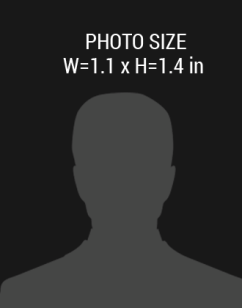 PHOTO SIZE
W=1.1 x H=1.4 in